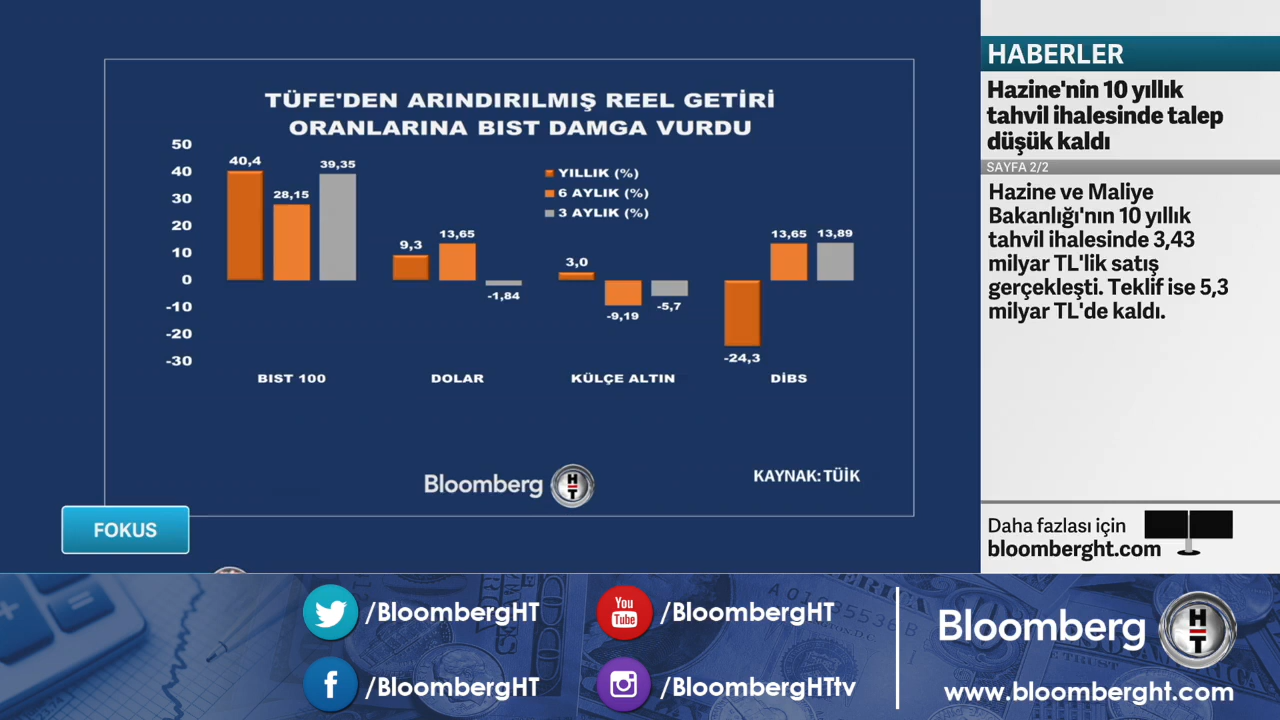 TÜFE'DEN ARINDIRILMIŞ REEL GETİRİ
ORANLARINA BIST DAMGA VURDU
50
40
30
20
10
0
-10
-20
-30
40,4
28,15
39,35
9,3
13,65
-1,84
3,0
-9,19
-5,7
-24,3
13,65
13,89
YILLIK (%)
6 AYLIK (%)
3 AYLIK (%)
BIST 100
DOLAR
KÜLÇE ALTIN
DİBS
Bloomberg HT
KAYNAK: TÜİK
FOKUS
HABERLER
Hazine'nin 10 yıllık
tahvil ihalesinde talep
düşük kaldı
SAYFA 2/2
Hazine ve Maliye
Bakanlığı'nın 10 yıllık
tahvil ihalesinde 3,43
milyar TL'lik satış
gerçekleşti. Teklif ise 5,3
milyar TL'de kaldı.
Daha fazlası için
bloomberght.com
/BloombergHT
You Tube /BloombergHT
f /BloombergHT
/BloombergHTtv
Bloomberg HT
www.bloomberght.com